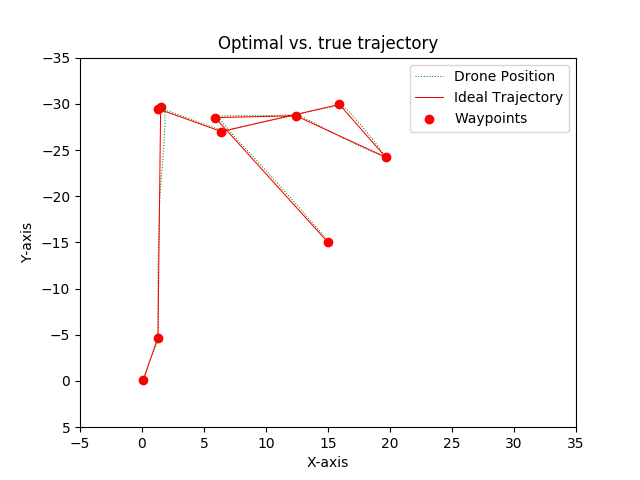 Optimal vs. true trajectory
Drone Position
Ideal Trajectory
Waypoints
Y-axis
−35
−30
−25
−20
−15
−10
−5
0
5
−5 0 5 10 15 20 25 30 35
X-axis